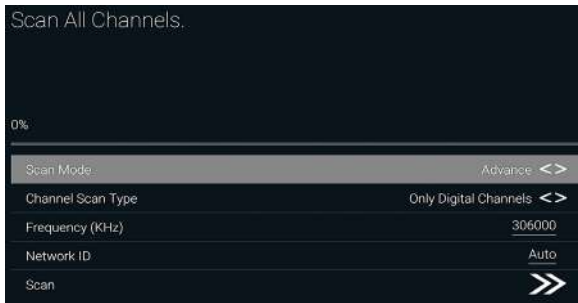 Scan All Channels.
0%
Scan Mode Advance <>
Channel Scan Type Only Digital Channels <>
Frequency (KHz) 306000
Network ID Auto
Scan